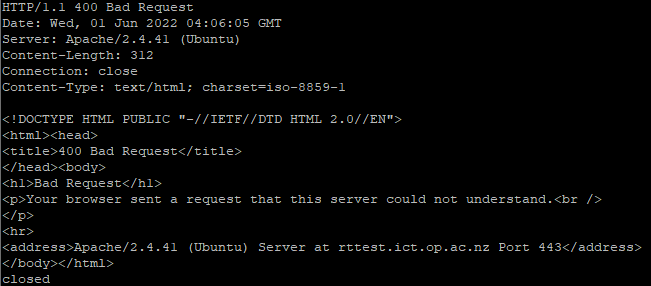 HTTP/1.1 400 Bad Request
Date: Wed, 01 Jun 2022 04:06:05 GMT
Server: Apache/2.4.41 (Ubuntu)
Content-Length: 312
Connection: close
Content-Type: text/html; charset=iso-8859-1

<!DOCTYPE HTML PUBLIC "-//IETF//DTD HTML 2.0//EN">
<html><head>
<title>400 Bad Request</title>
</head><body>
<h1>Bad Request</h1>
<p>Your browser sent a request that this server could not understand.<br />
</p>
<hr>
<address>Apache/2.4.41 (Ubuntu) Server at rttest.ict.op.ac.nz Port 443</address>
</body></html>
closed